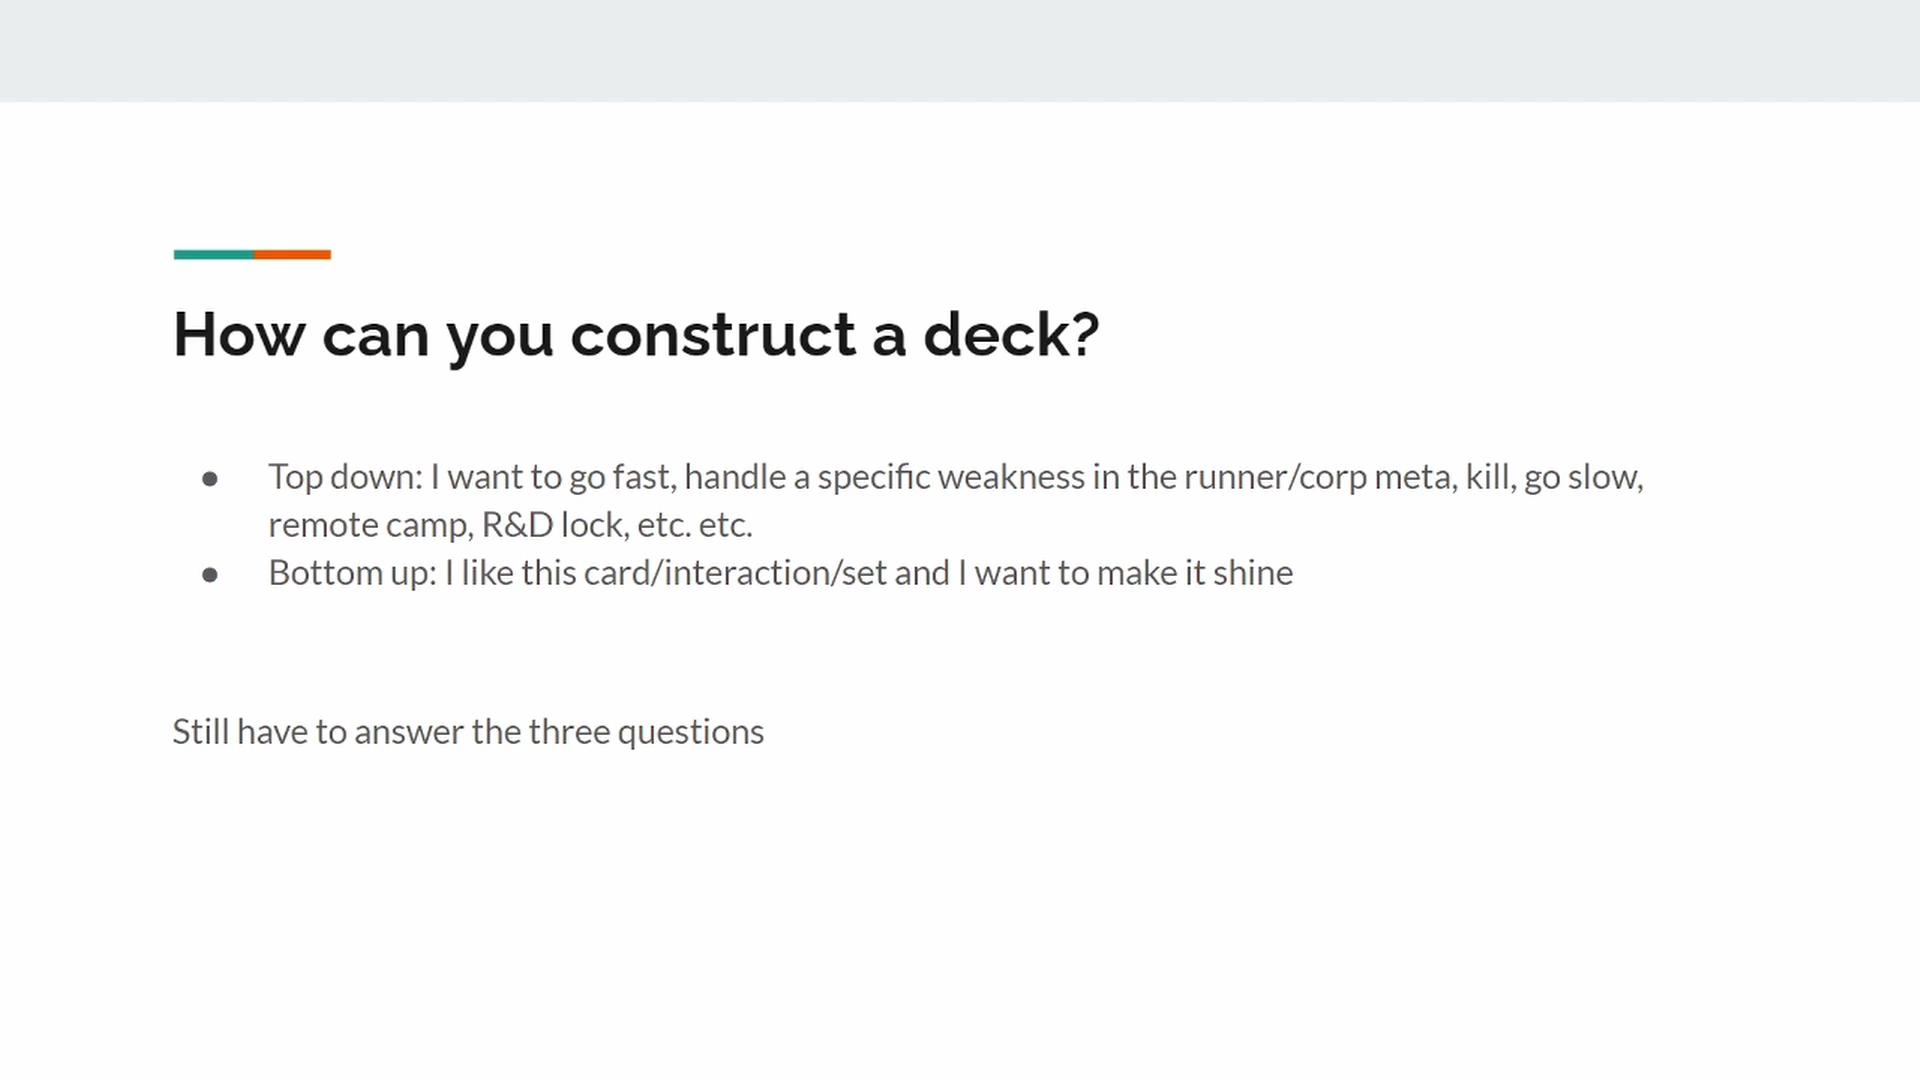 How can you construct a deck?
● Top down: I want to go fast, handle a specific weakness in the runner/corp meta, kill, go slow,
remote camp, R&D lock, etc. etc.
● Bottom up: I like this card/interaction/set and I want to make it shine
Still have to answer the three questions